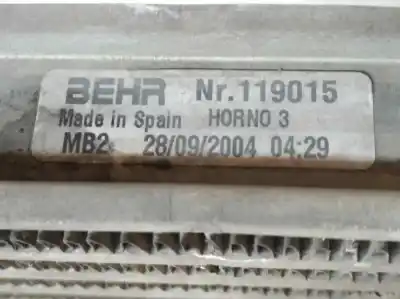 BEHR Nr.119015
Made in Spain HORNO 3
MB2 28/09/2004 04:29